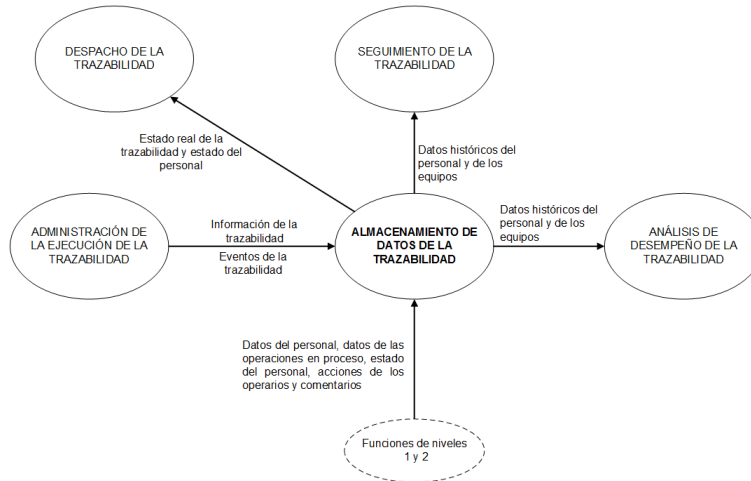 DESPACHO DE LA
TRAZABILIDAD
SEGUIMIENTO DE LA
TRAZABILIDAD
Estado real de la
trazabilidad y estado del
personal
Datos históricos del
personal y de los
equipos
ADMINISTRACIÓN DE
LA EJECUCIÓN DE LA
TRAZABILIDAD
Información de la
trazabilidad
Eventos de la
trazabilidad
ALMACENAMIENTO DE
DATOS DE LA
TRAZABILIDAD
Datos históricos del
personal y de los
equipos
ANÁLISIS DE
DESEMPEÑO DE LA
TRAZABILIDAD
Datos del personal, datos de las
operaciones en proceso, estado
del personal, acciones de los
operarios y comentarios
Funciones de niveles
1 y 2